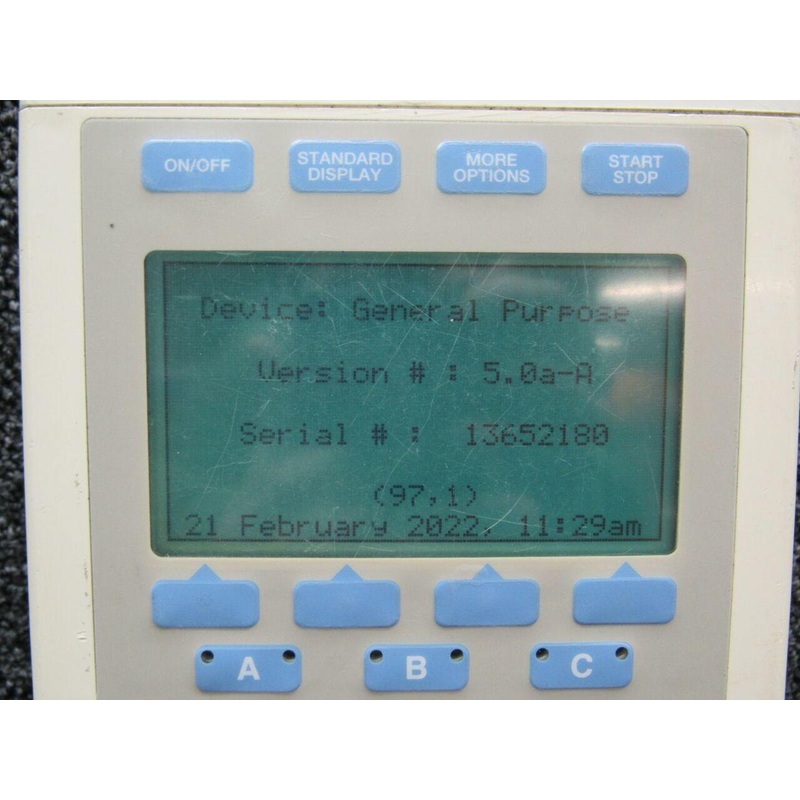 ON/OFF
STANDARD DISPLAY
MORE OPTIONS
START STOP
Device: General Purpose
Version # : 5.0a-A
Serial # : 13652180
(97,1)
21 February 2022, 11:29am
A
B
C